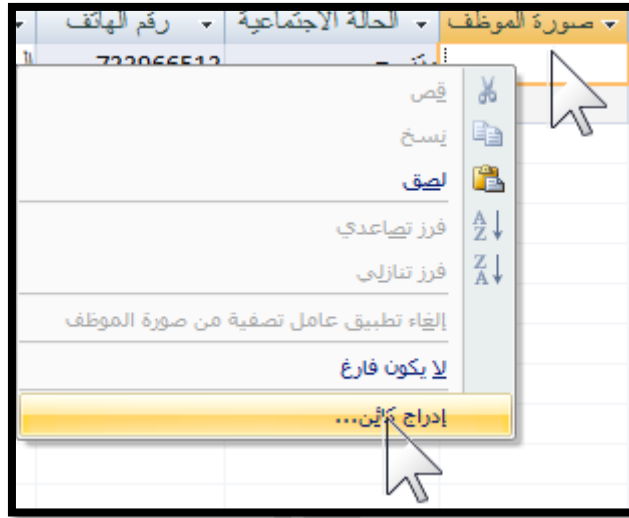 صورة الموظف الحالة الاجتماعية رقم الهاتف
733966513
قص
نسخ
لصق
فرز تصاعدي
فرز تنازلي
إلغاء تطبيق عامل تصفية من صورة الموظف
لا يكون فارغ
إدراج كائن...